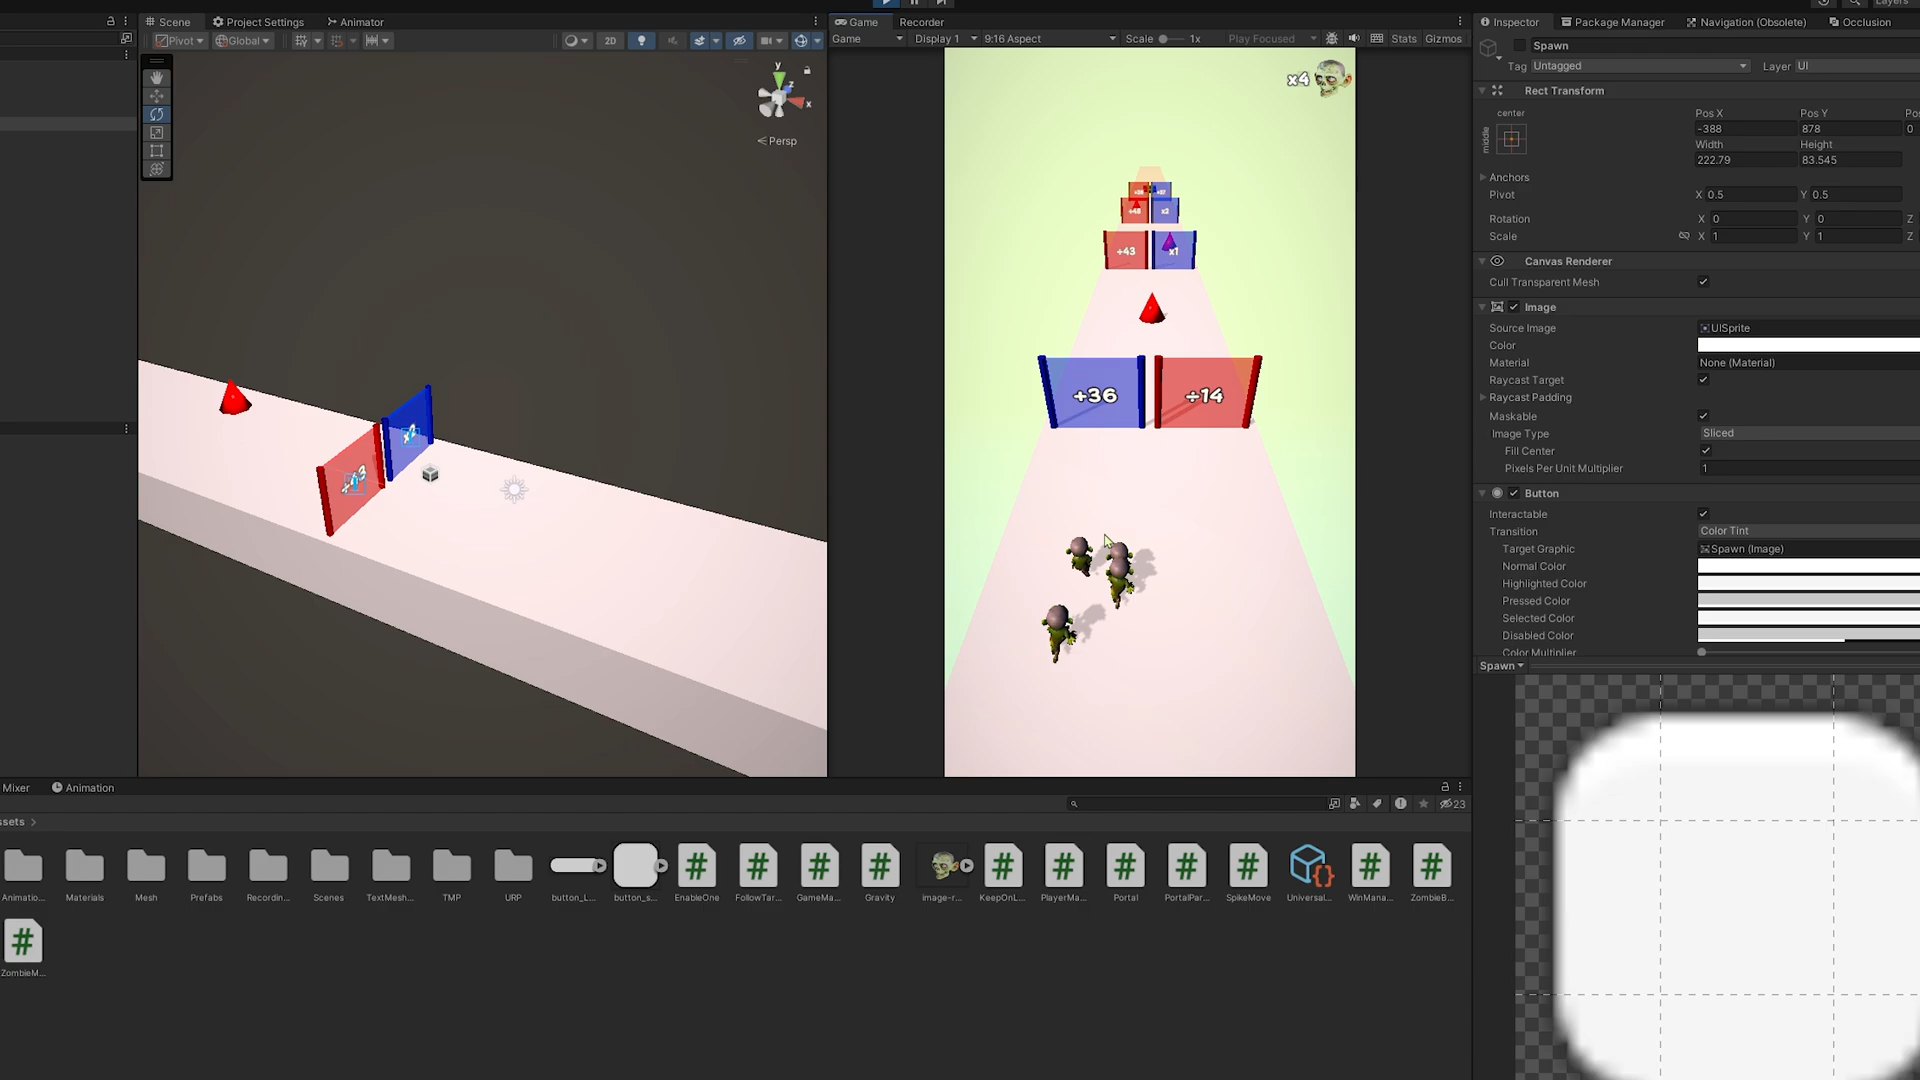 Layers
Scene Project Settings Animator
Pivot Global
2D
Game Recorder
Game Display 1 9:16 Aspect Scale 1x Play Focused Stats Gizmos
y
z
x
Persp
x4
+43 x1
+36 ÷14
Inspector Package Manager Navigation (Obsolete) Occlusion
Spawn
Tag Untagged Layer UI
Rect Transform
center
middle
Pos X Pos Y Pos
-388 878 0
Width Height
222.79 83.545
Anchors
Pivot X 0.5 Y 0.5
Rotation X 0 Y 0 Z
Scale X 1 Y 1 Z
Canvas Renderer
Cull Transparent Mesh
Image
Source Image UISprite
Color
Material None (Material)
Raycast Target
Raycast Padding
Maskable
Image Type Sliced
Fill Center
Pixels Per Unit Multiplier 1
Button
Interactable
Transition Color Tint
Target Graphic Spawn (Image)
Normal Color
Highlighted Color
Pressed Color
Selected Color
Disabled Color
Color Multiplier
Spawn
Mixer Animation
23
ssets >
Animatio... Materials Mesh Prefabs Recordin... Scenes TextMesh... TMP URP button_L... button_s... EnableOne FollowTar... GameMa... Gravity image-r... KeepOnL... PlayerMa... Portal PortalPar... SpikeMove Universal... WinMana... ZombieB...
ZombieM...